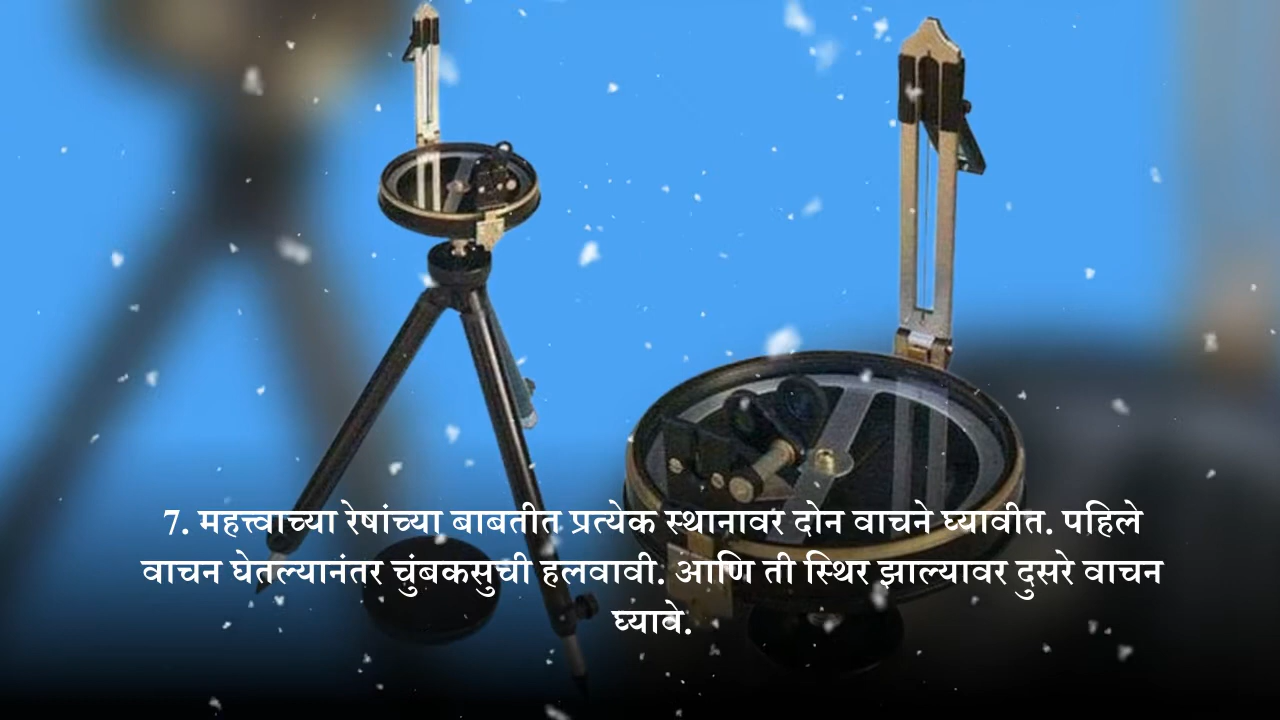 7. महत्त्वाच्या रेषांच्या बाबतीत प्रत्येक स्थानावर दोन वाचने घ्यावीत. पहिले
वाचन घेतल्यानंतर चुंबकसुची हलवावी. आणि ती स्थिर झाल्यावर दुसरे वाचन
घ्यावे.